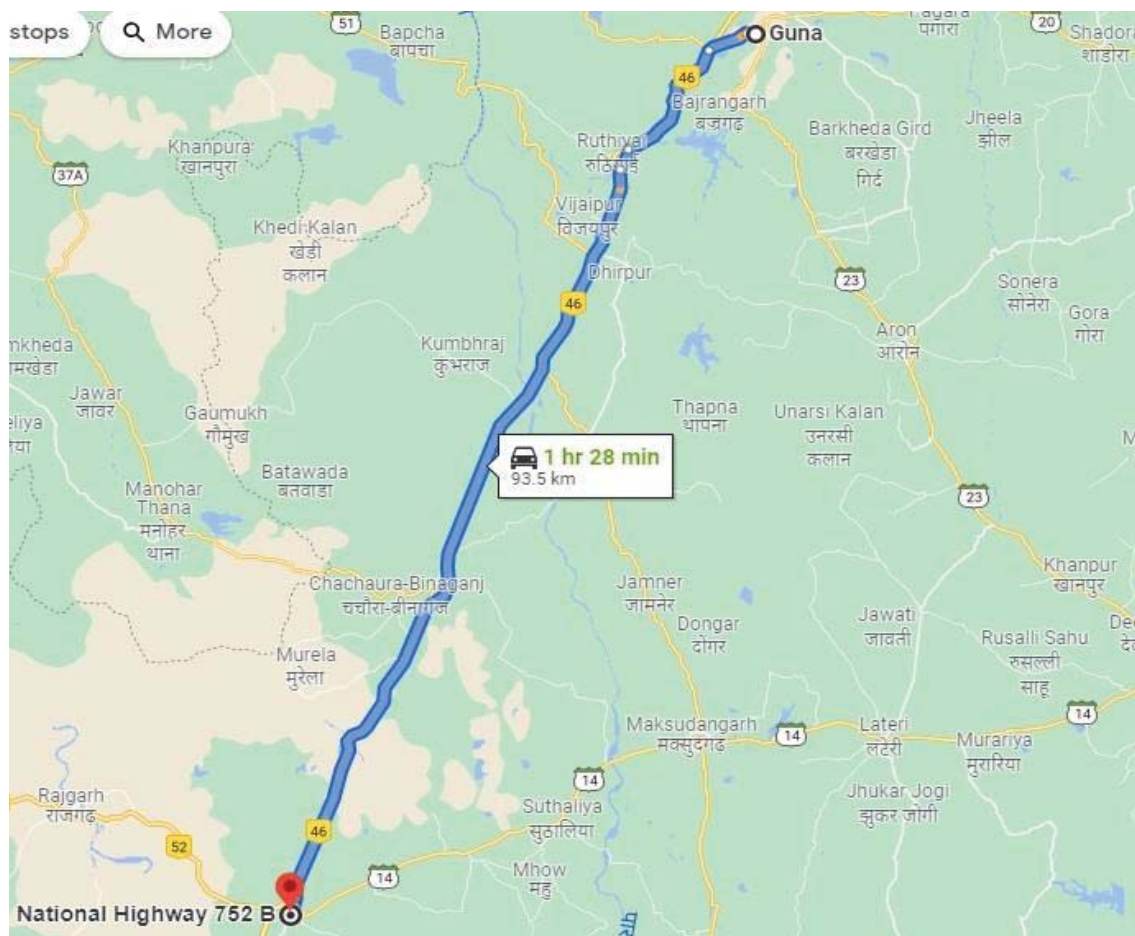 stops
More
51
Bapcha
बापचा
पगारा
20
Shadora
शाडोरा
Guna
46
Bajrangarh
बजरंगढ़
Barkheda Gird
बरखेडा
गिर्द
Jheela
झील
Khanpura
खानपुरा
37A
Ruthiyai
Vijaipur
विजयपुर
Khedi Kalan
खेडी
कलान
Dhirpur
46
23
Sonera
सोनेरा
Gora
गोरा
Aron
आरोन
mkheda
मखेडा
Kumbhraj
कुंभराज
Jawar
जावर
Gaumukh
गौमुख
Thapna
थापना
Unarsi Kalan
उनरसी
कलान
eliya
िया
M
1 hr 28 min
93.5 km
Batawada
बतवाडा
Manohar
Thana
मनोहर
थाना
23
Khanpur
खानपुर
Chachaura-Binaganj
चचौरा-बीनागंज
Jamner
जामनेर
Dongar
दोंगर
Jawati
जावती
Rusalli Sahu
रुसल्ली
साहू
De
दे
Murela
मुरेला
Maksudangarh
मक्सुदगढ़
14
Lateri
लटेरी
14
Murariya
मुरारिया
14
Rajgarh
राजगढ़
Suthaliya
सुठालिया
Jhukar Jogi
झुकर जोगी
46
52
14
Mhow
महु
National Highway 752 B